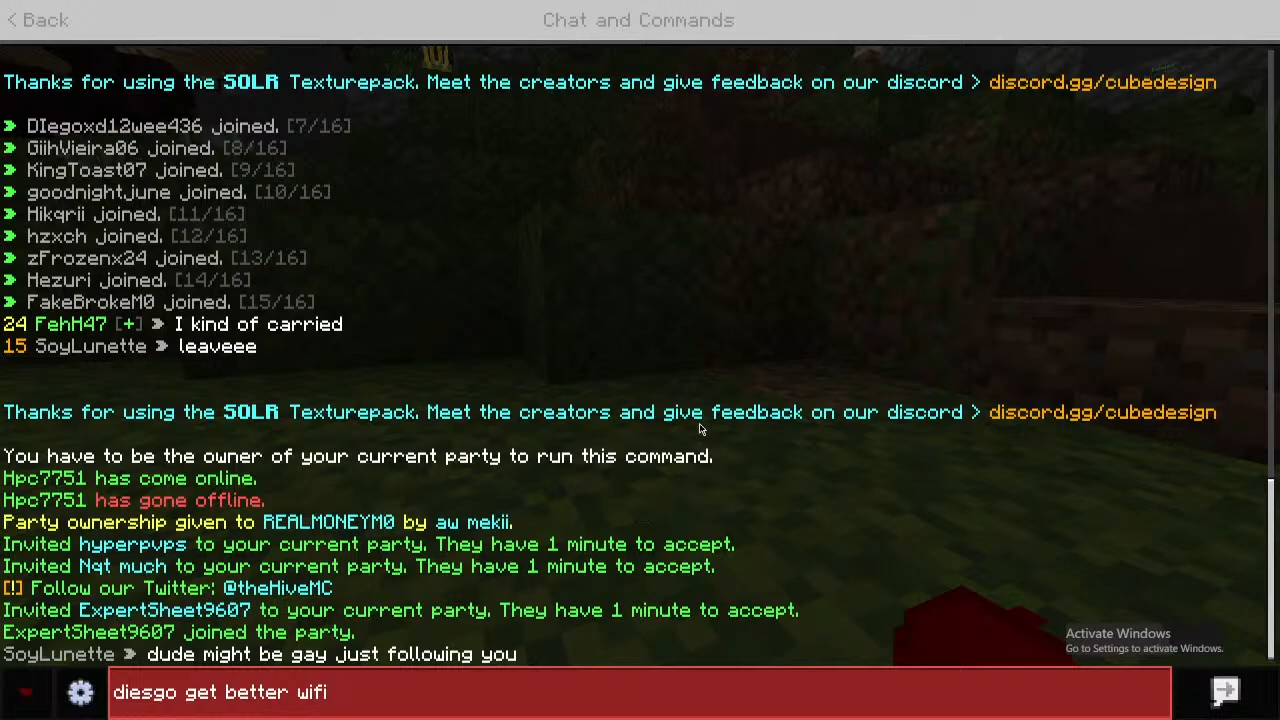 < Back
Chat and Commands
Thanks for using the SOLR Texturepack. Meet the creators and give feedback on our discord > discord.gg/cubedesign
DIegoxd12wee436 joined. [7/16]
GiihVieira06 joined. [8/16]
KingToast07 joined. [9/16]
goodnight,june joined. [10/16]
Hikqrii joined. [11/16]
hzxch joined. [12/16]
zFrozenx24 joined. [13/16]
Hezuri joined. [14/16]
FakeBrokeM0 joined. [15/16]
24 FehH47 [+] » I kind of carried
15 SoyLunette » leaveee
Thanks for using the SOLR Texturepack. Meet the creators and give feedback on our discord > discord.gg/cubedesign
You have to be the owner of your current party to run this command.
Hpc7751 has come online.
Hpc7751 has gone offline.
Party ownership given to REALMONEYM0 by aw mekii.
Invited hyperpvps to your current party. They have 1 minute to accept.
Invited Nqt much to your current party. They have 1 minute to accept.
[!] Follow our Twitter: @theHiveMC
Invited ExpertSheet9607 to your current party. They have 1 minute to accept.
ExpertSheet9607 joined the party.
SoyLunette » dude might be gay just following you
Activate Windows
Go to Settings to activate Windows.
diesgo get better wifi